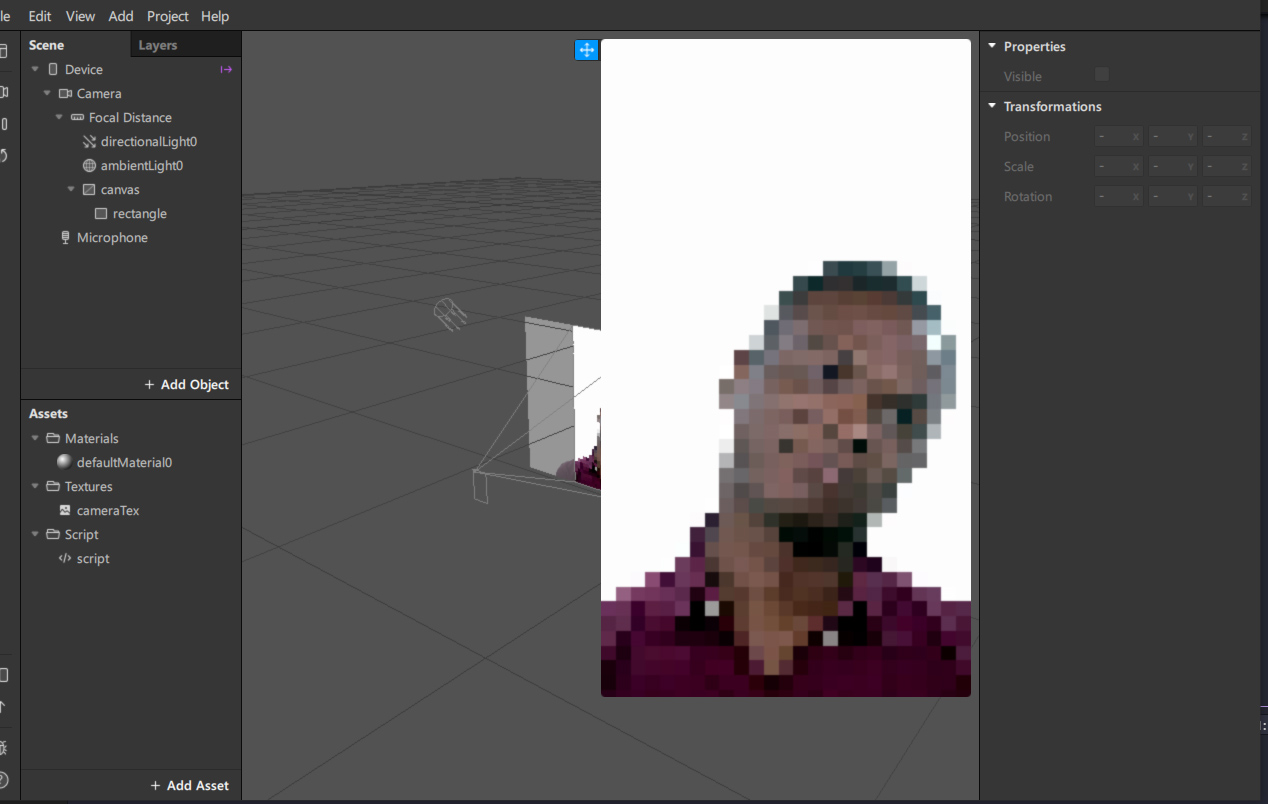 le Edit View Add Project Help
Scene Layers
Device
Camera
Focal Distance
directionalLight0
ambientLight0
canvas
rectangle
Microphone
+ Add Object
Assets
Materials
defaultMaterial0
Textures
cameraTex
Script
script
+ Add Asset
Properties
Visible
Transformations
Position - X - Y - Z
Scale - X - Y - Z
Rotation - X - Y - Z